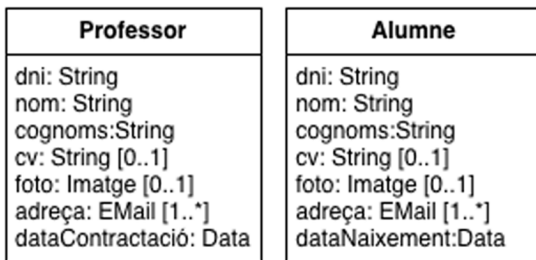 Professor
dni: String
nom: String
cognoms:String
cv: String [0..1]
foto: Imatge [0..1]
adreça: EMail [1..*]
dataContractació: Data
Alumne
dni: String
nom: String
cognoms:String
cv: String [0..1]
foto: Imatge [0..1]
adreça: EMail [1..*]
dataNaixement:Data